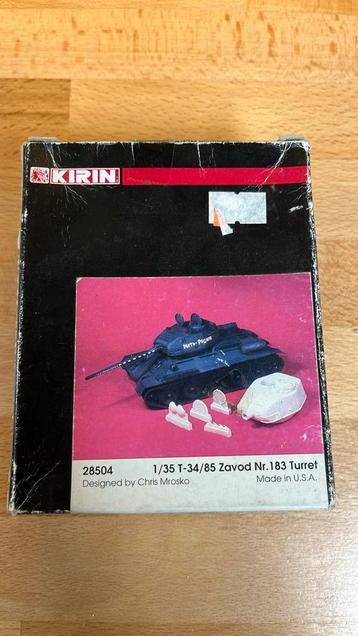 KIRIN
28504
1/35 T-34/85 Zavod Nr.183 Turret
Designed by Chris Mrosko
Made in U.S.A.